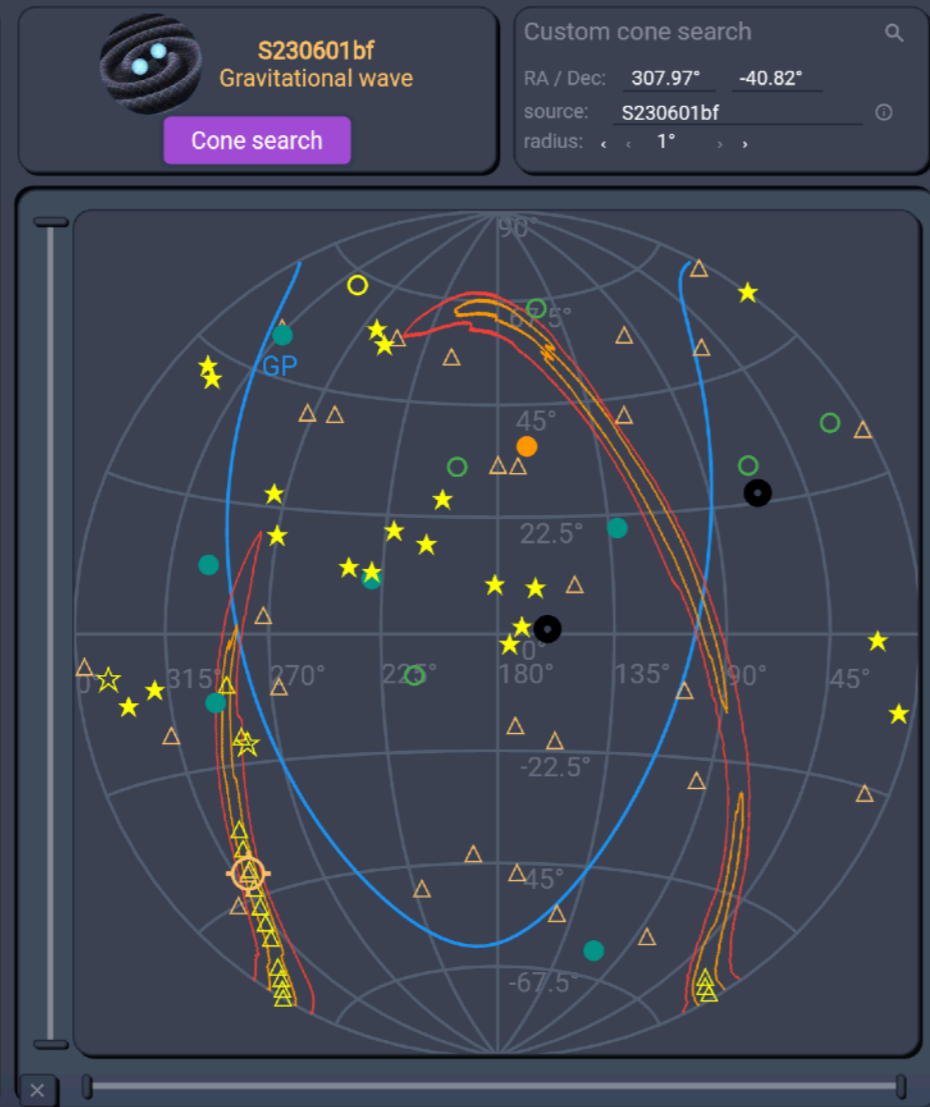 S230601bf
Gravitational wave
Cone search
Custom cone search
RA / Dec: 307.97° -40.82°
source: S230601bf
radius: ‹ ‹ 1° › ›
90°
67.5°
GP
45°
22.5°
0°
0° 315° 270° 225° 180° 135° 90° 45°
-22.5°
-45°
-67.5°